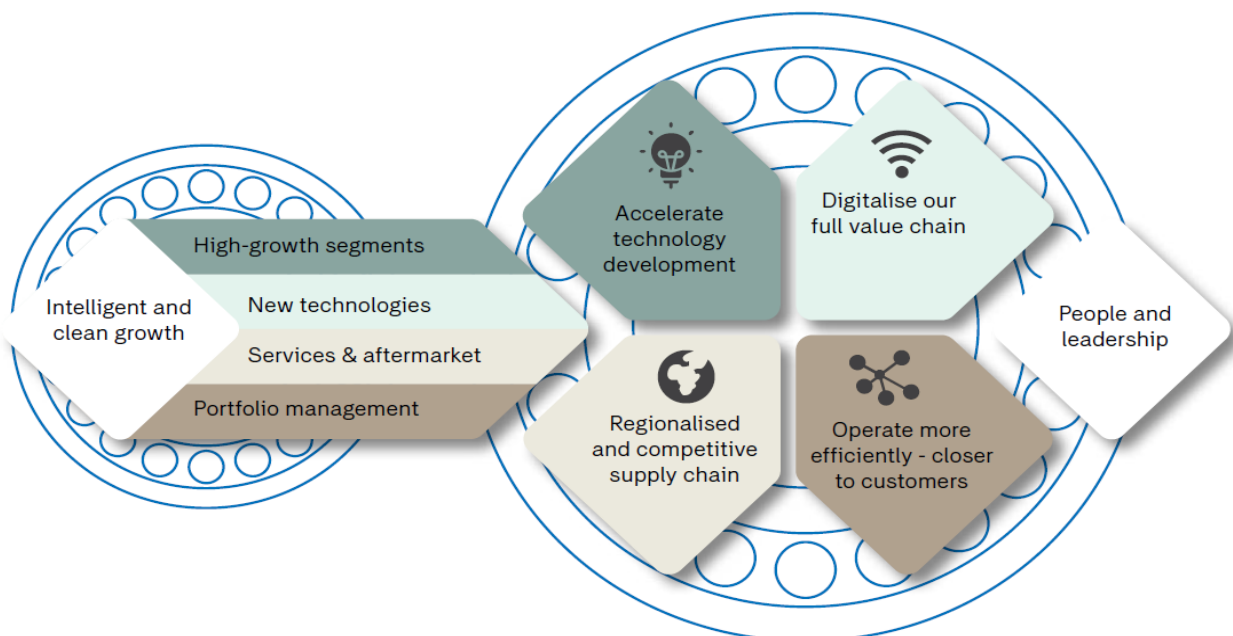 Intelligent and
clean growth
High-growth segments
New technologies
Services & aftermarket
Portfolio management
Accelerate
technology
development
Digitalise our
full value chain
Regionalised
and competitive
supply chain
Operate more
efficiently - closer
to customers
People and
leadership